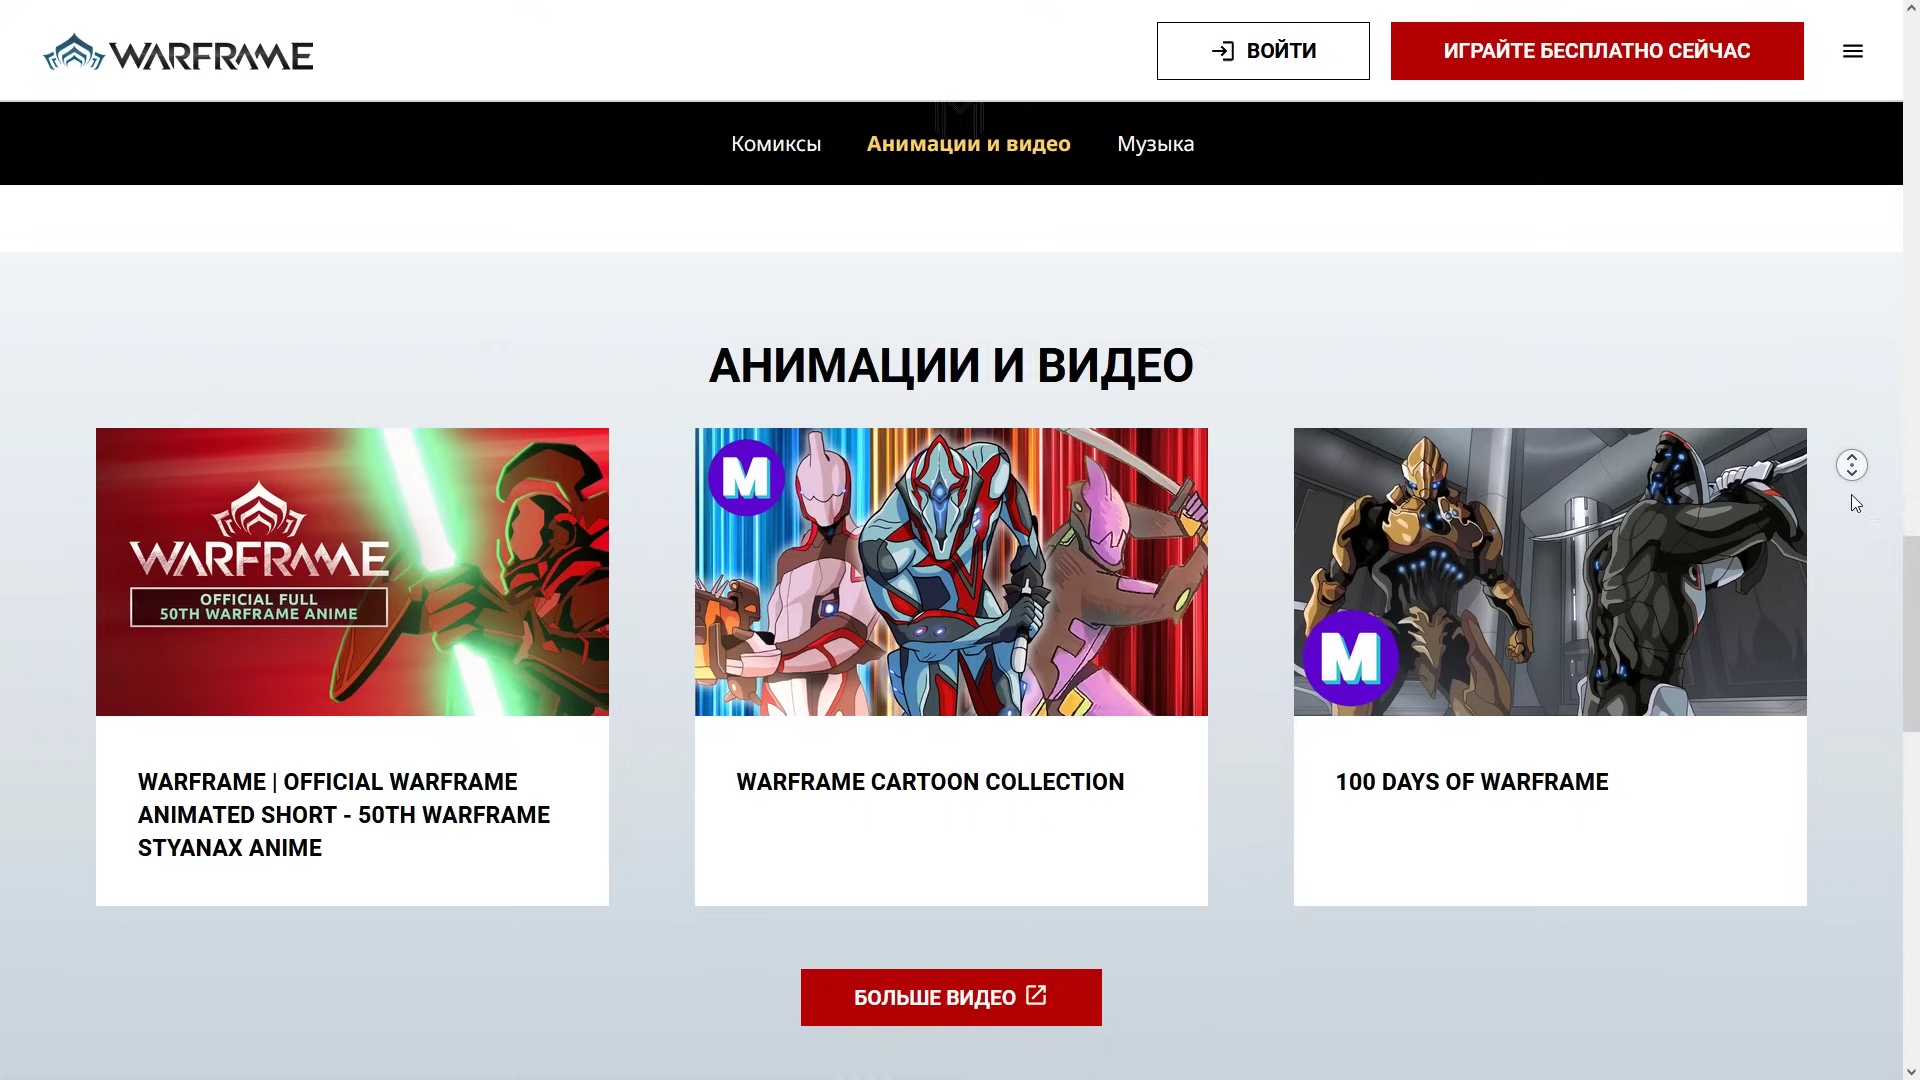 WARFRAME
ВОЙТИ
ИГРАЙТЕ БЕСПЛАТНО СЕЙЧАС
Комиксы
Анимации и видео
Музыка
АНИМАЦИИ И ВИДЕО
WARFRAME
OFFICIAL FULL
50TH WARFRAME ANIME
M
M
WARFRAME | OFFICIAL WARFRAME
ANIMATED SHORT - 50TH WARFRAME
STYANAX ANIME
WARFRAME CARTOON COLLECTION
100 DAYS OF WARFRAME
БОЛЬШЕ ВИДЕО